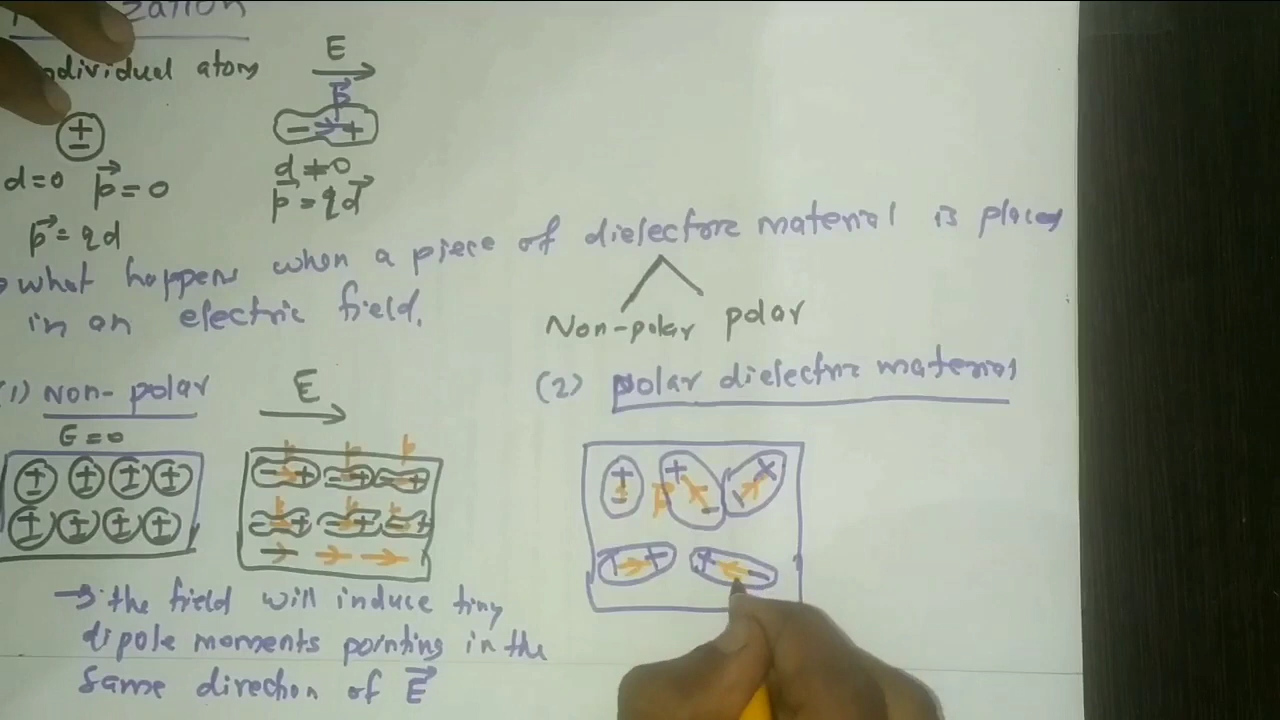 zation
individual atom
E
p⃗
±
- +
d=0 p⃗=0
d≠0
p⃗=qd⃗
p⃗=qd
what happens when a piece of dielectric material is placed
in an electric field.
Non-polar polar
(1) Non-polar
E
(2) polar dielectric material
E=0
± ± ± ±
± ± ± ±
p p p
- + - + - +
p p p
- + - + - +
+ - p + - +
+ + -
→ the field will induce tiny
dipole moments pointing in the
same direction of E⃗